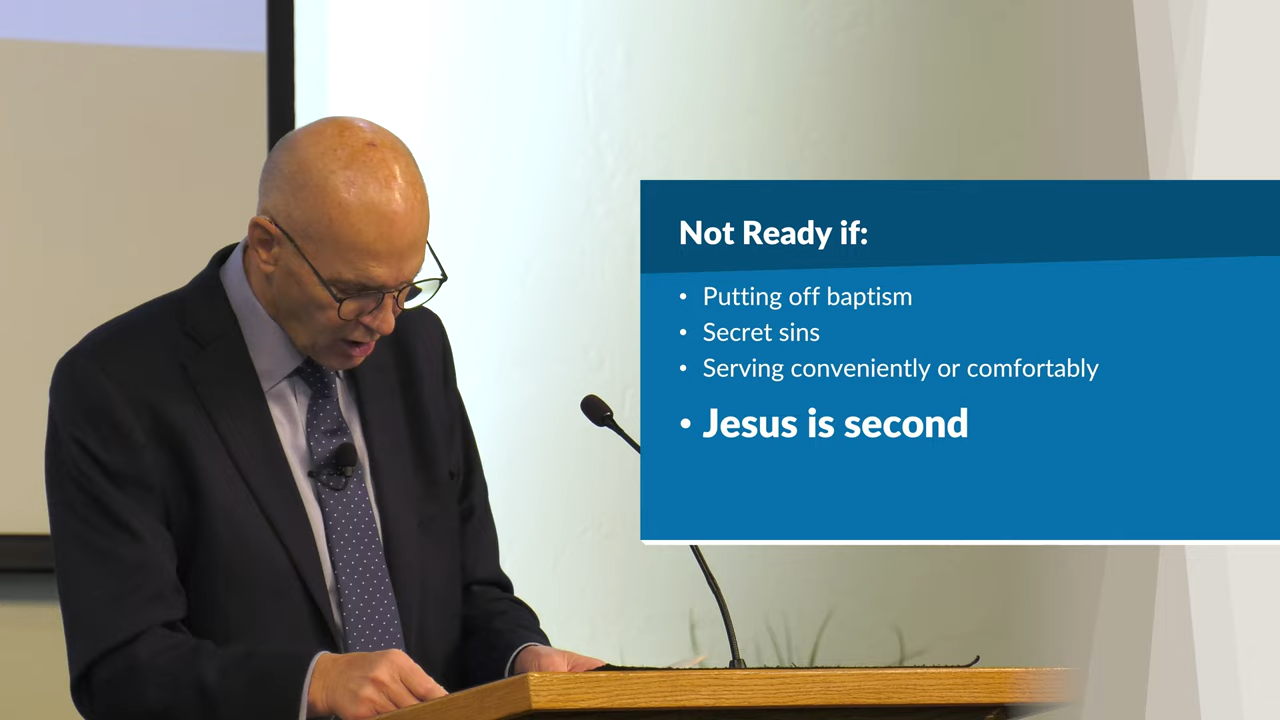 Not Ready if:
• Putting off baptism
• Secret sins
• Serving conveniently or comfortably
• Jesus is second